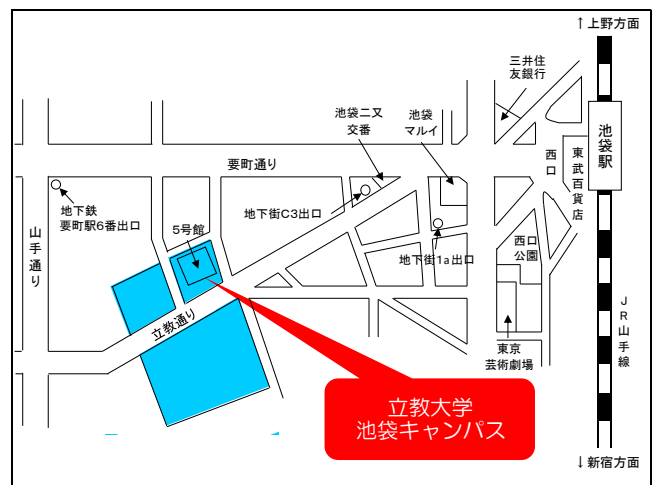 ↑上野方面
三井住
友銀行
池袋二又
交番
池袋
マルイ
池袋駅
西口
東武百貨店
要町通り
地下鉄
要町駅6番出口
地下街C3出口
山手通り
5号館
地下街1a出口
西口
公園
立教通り
JR山手線
東京
芸術劇場
立教大学
池袋キャンパス
↓新宿方面